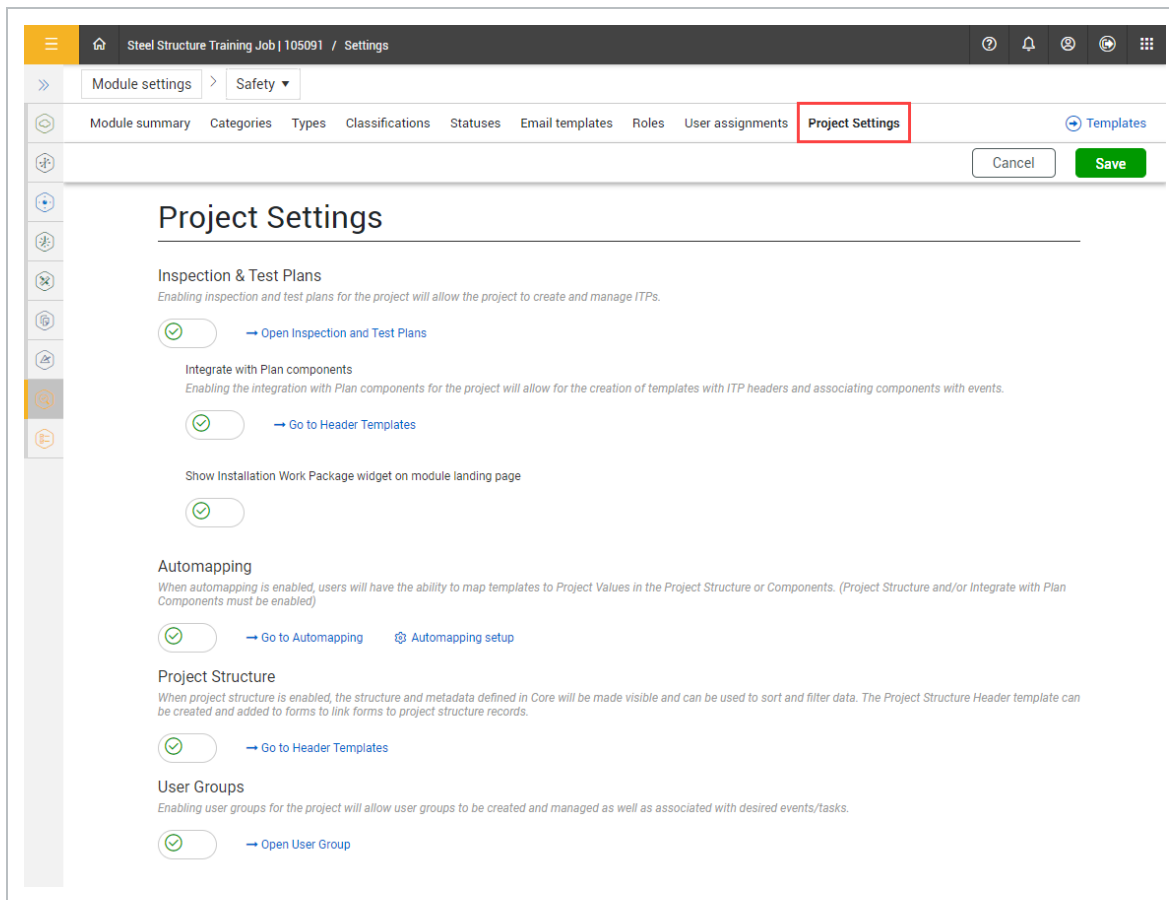 Steel Structure Training Job | 105091 / Settings
Module settings > Safety
Module summary Categories Types Classifications Statuses Email templates Roles User assignments Project Settings Templates
Cancel Save
Project Settings
Inspection & Test Plans
Enabling inspection and test plans for the project will allow the project to create and manage ITPs.
Open Inspection and Test Plans
Integrate with Plan components
Enabling the integration with Plan components for the project will allow for the creation of templates with ITP headers and associating components with events.
Go to Header Templates
Show Installation Work Package widget on module landing page
Automapping
When automapping is enabled, users will have the ability to map templates to Project Values in the Project Structure or Components. (Project Structure and/or Integrate with Plan
Components must be enabled)
Go to Automapping Automapping setup
Project Structure
When project structure is enabled, the structure and metadata defined in Core will be made visible and can be used to sort and filter data. The Project Structure Header template can
be created and added to forms to link forms to project structure records.
Go to Header Templates
User Groups
Enabling user groups for the project will allow user groups to be created and managed as well as associated with desired events/tasks.
Open User Group